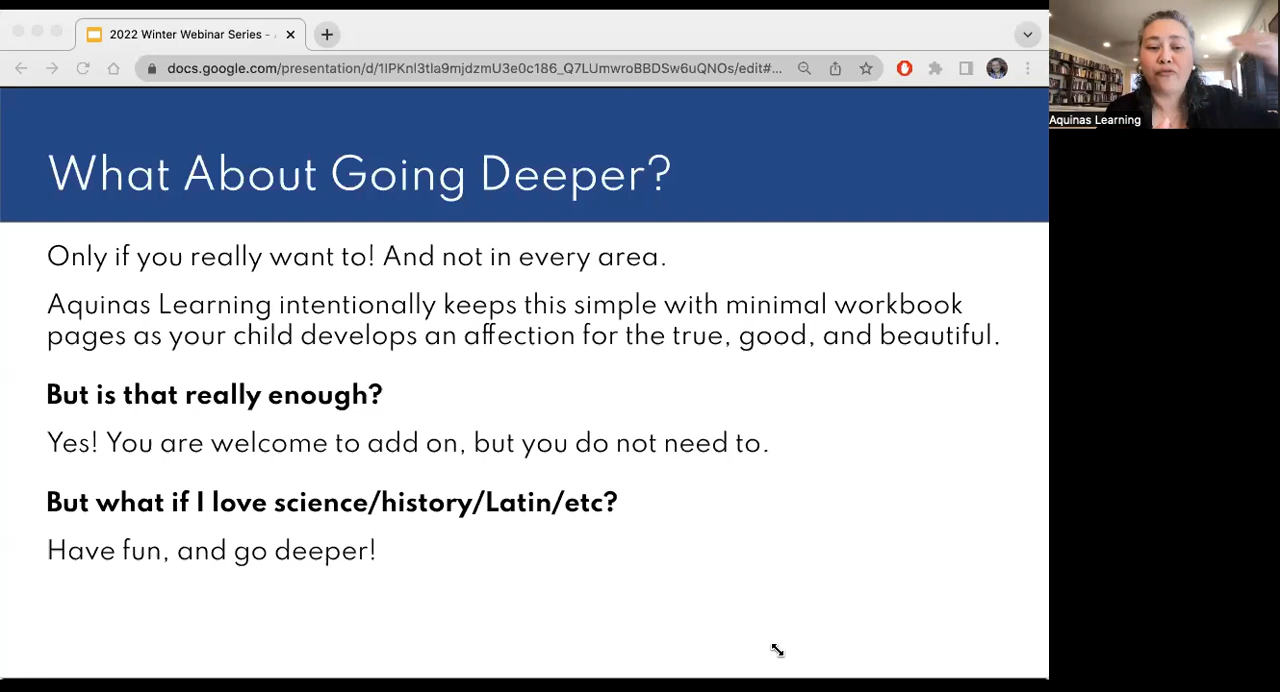 2022 Winter Webinar Series -
docs.google.com/presentation/d/1lPKnl3tla9mjazmU3e0c186_Q7LUmwroBBDSw6uQNOs/edit#...
Aquinas Learning
What About Going Deeper?
Only if you really want to! And not in every area.
Aquinas Learning intentionally keeps this simple with minimal workbook
pages as your child develops an affection for the true, good, and beautiful.
But is that really enough?
Yes! You are welcome to add on, but you do not need to.
But what if I love science/history/Latin/etc?
Have fun, and go deeper!